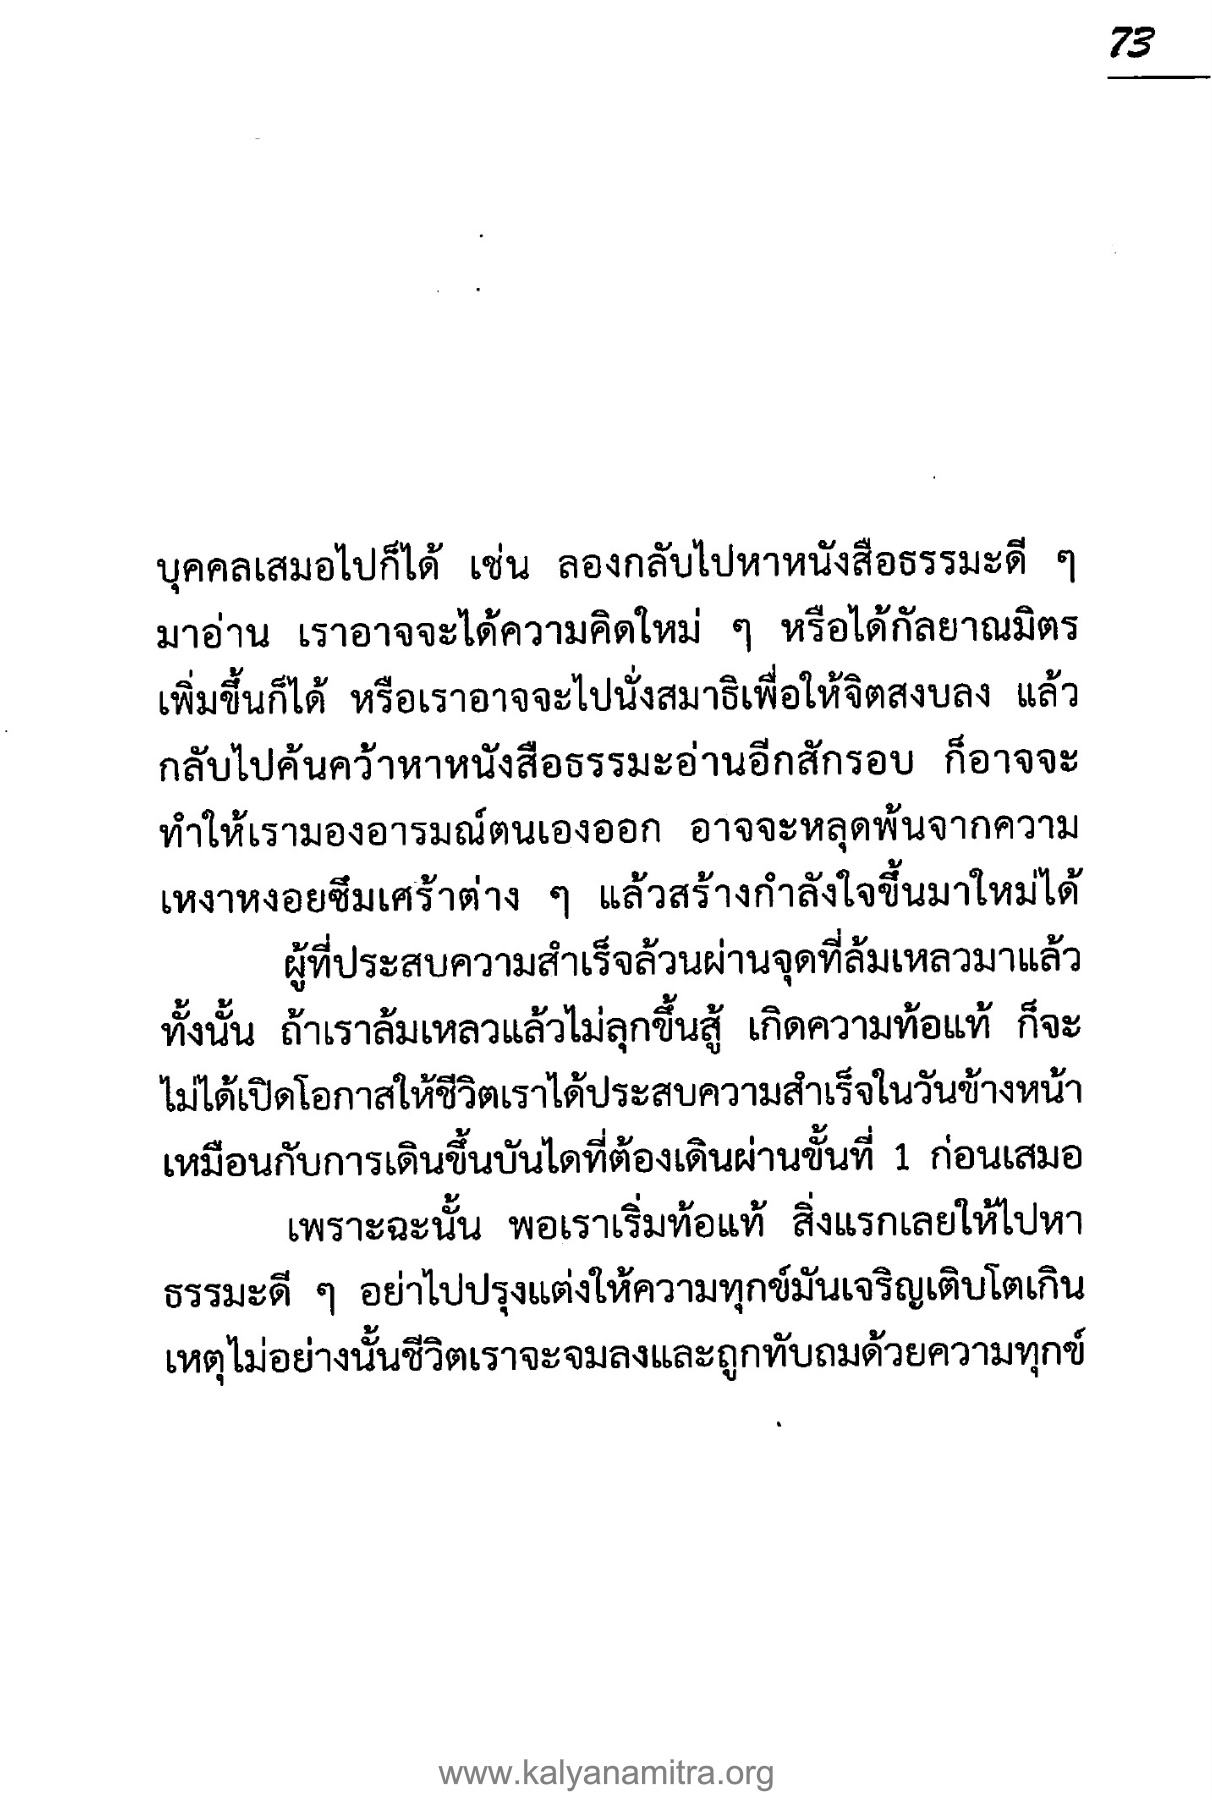 73
บุคคลเสมอไปก็ได้ เช่น ลองกลับไปหาหนังสือธรรมะดี ๆ
มาอ่าน เราอาจจะได้ความคิดใหม่ ๆ หรือได้กัลยาณมิตร
เพิ่มขึ้นก็ได้ หรือเราอาจจะไปนั่งสมาธิเพื่อให้จิตสงบลง แล้ว
กลับไปค้นคว้าหาหนังสือธรรมะอ่านอีกสักรอบ ก็อาจจะ
ทำให้เรามองอารมณ์ตนเองออก อาจจะหลุดพ้นจากความ
เหงาหงอยซึมเศร้าต่าง ๆ แล้วสร้างกำลังใจขึ้นมาใหม่ได้
ผู้ที่ประสบความสำเร็จล้วนผ่านจุดที่ล้มเหลวมาแล้ว
ทั้งนั้น ถ้าเราล้มเหลวแล้วไม่ลุกขึ้นสู้ เกิดความท้อแท้ ก็จะ
ไม่ได้เปิดโอกาสให้ชีวิตเราได้ประสบความสำเร็จในวันข้างหน้า
เหมือนกับการเดินขึ้นบันไดที่ต้องเดินผ่านขั้นที่ 1 ก่อนเสมอ
เพราะฉะนั้น พอเราเริ่มท้อแท้ สิ่งแรกเลยให้ไปหา
ธรรมะดี ๆ อย่าไปปรุงแต่งให้ความทุกข์มันเจริญเติบโตเกิน
เหตุไม่อย่างนั้นชีวิตเราจะจมลงและถูกทับถมด้วยความทุกข์
www.kalyanamitra.org